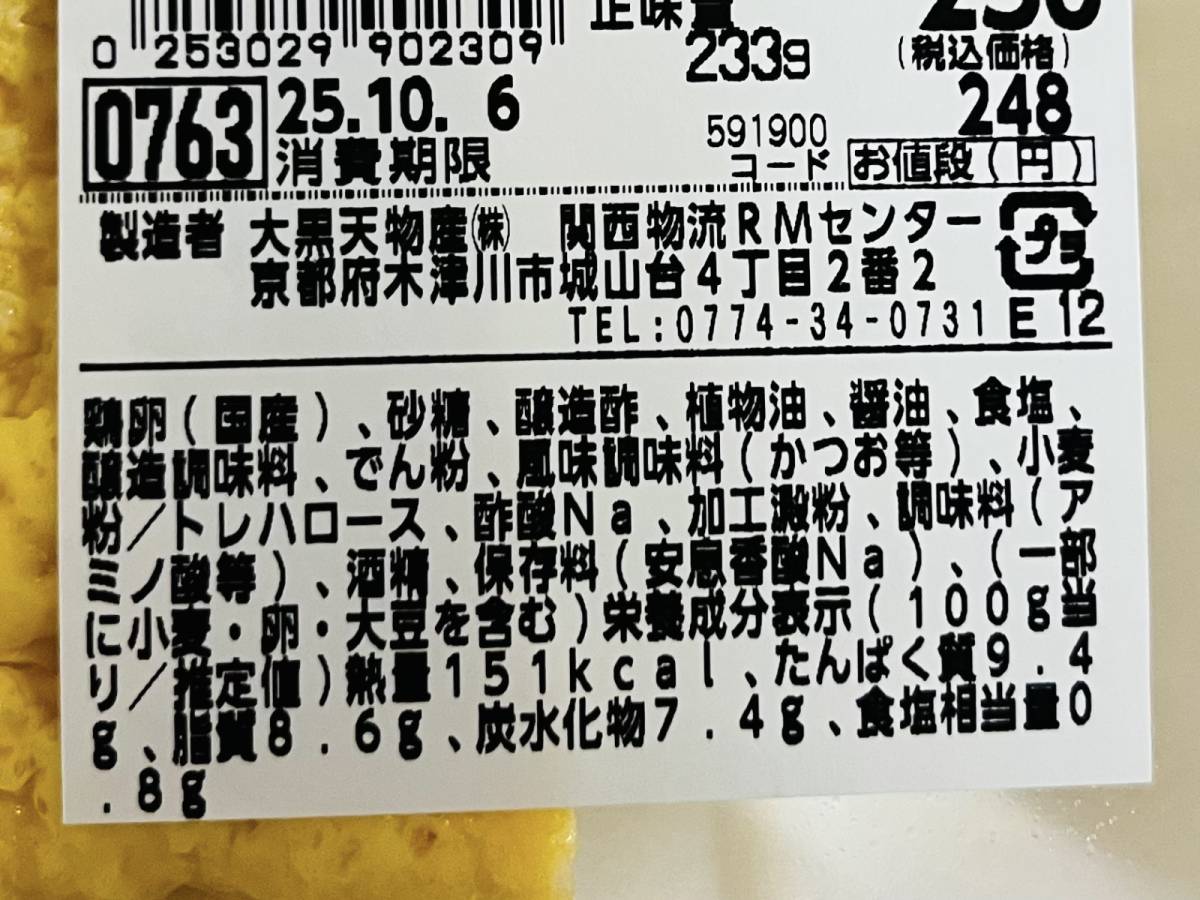 正味量 230
0 253029 902309
233g (税込価格)
0763 25.10. 6 248
消費期限 591900 コード お値段(円)
製造者 大黒天物産㈱ 関西物流RMセンター
京都府木津川市城山台4丁目2番2
プラ
TEL:0774-34-0731 E 12
鶏卵(国産)、砂糖、醸造酢、植物油、醤油、食塩、
醸造調味料、でん粉、風味調味料(かつお等)、小麦
粉/トレハロース、酢酸Na、加工澱粉、調味料(ア
ミノ酸等)、酒精、保存料(安息香酸Na)、(一部
に小麦・卵・大豆を含む)栄養成分表示(100g当
り/推定値)熱量151kcal、たんぱく質9.4
g、脂質8.6g、炭水化物7.4g、食塩相当量0
.8g